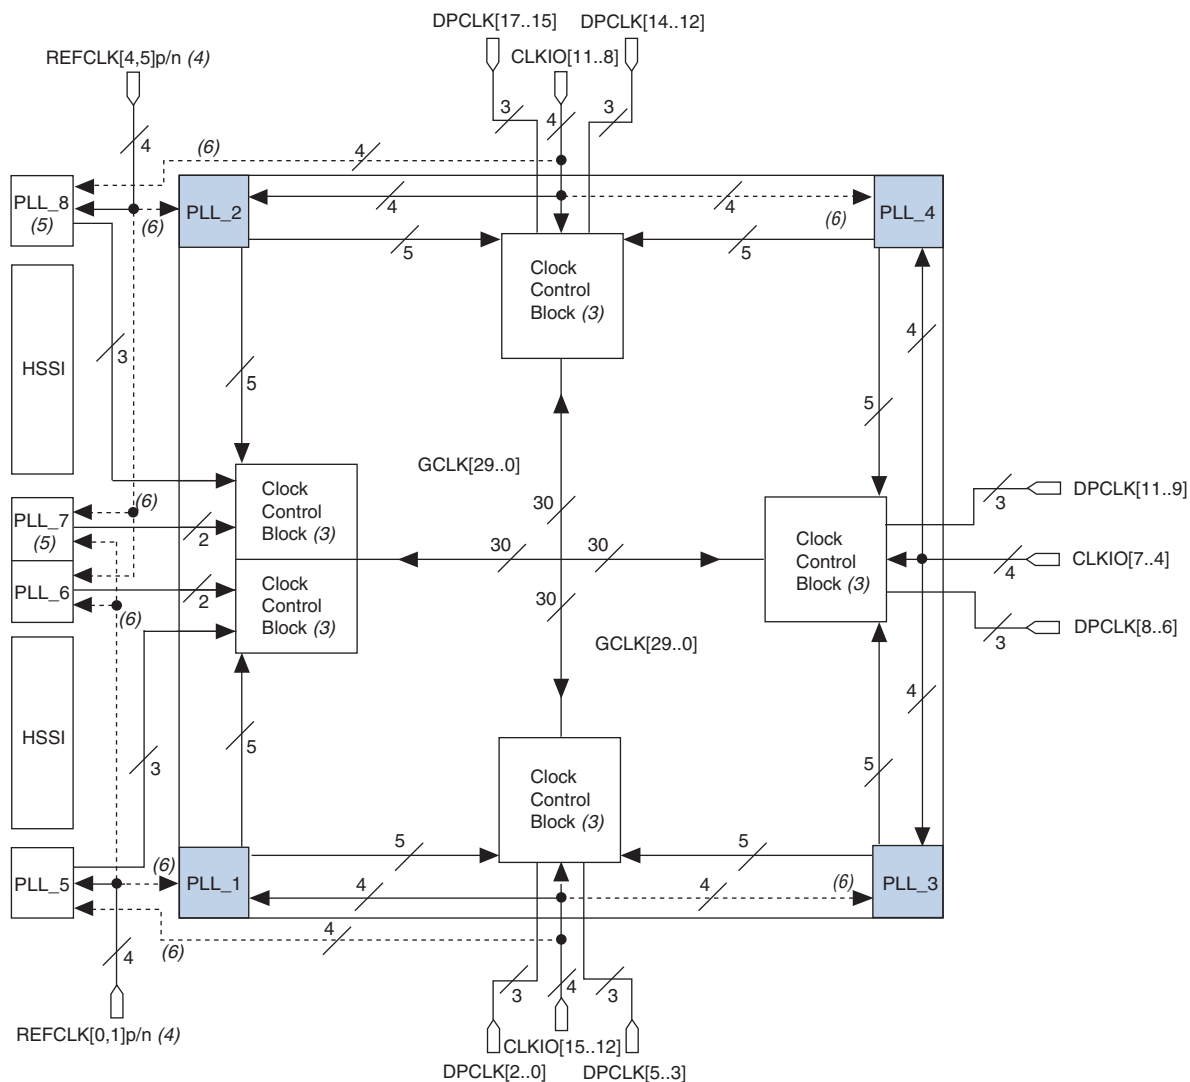 DPCLK[17..15]
DPCLK[14..12]
REFCLK[4,5]p/n (4)
CLKIO[11..8]
3
3
4
4
(6)
4
PLL_8
(5)
(6)
PLL_2
4
4
(6)
PLL_4
5
5
Clock
Control
Block (3)
HSSI
3
5
4
5
GCLK[29..0]
DPCLK[11..9]
3
PLL_7
(5)
(6)
2
Clock
Control
Block (3)
30
30
30
30
Clock
Control
Block (3)
CLKIO[7..4]
4
PLL_6
2
(6)
Clock
Control
Block (3)
DPCLK[8..6]
3
GCLK[29..0]
4
HSSI
3
5
5
Clock
Control
Block (3)
5
5
PLL_5
(6)
PLL_1
4
4
(6)
PLL_3
4
(6)
4
3
4
3
REFCLK[0,1]p/n (4)
CLKIO[15..12]
DPCLK[2..0]
DPCLK[5..3]